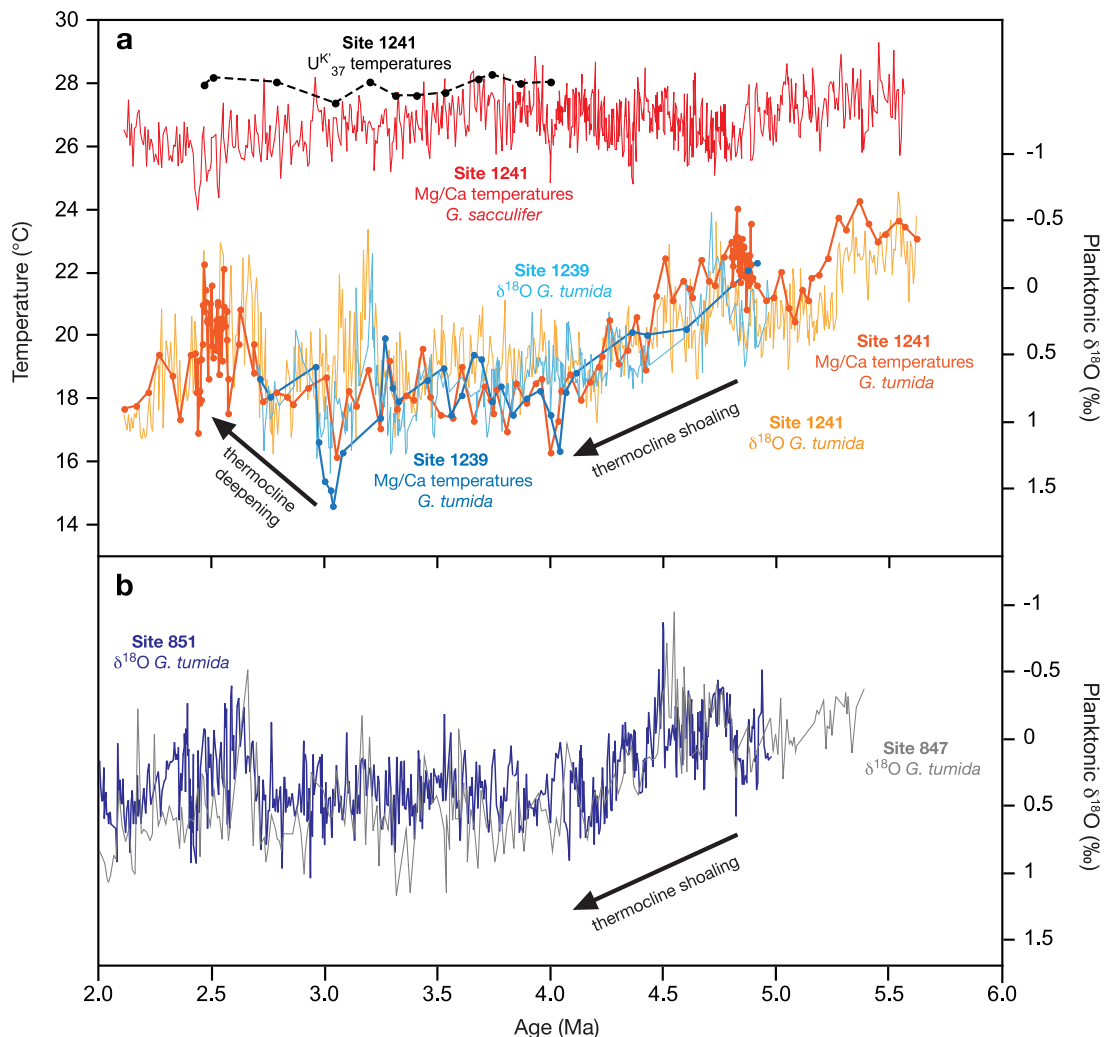 a
Site 1241
U^K'_37 temperatures
Site 1241
Mg/Ca temperatures
G. sacculifer
Site 1239
δ18O G. tumida
Site 1241
Mg/Ca temperatures
G. tumida
Site 1241
δ18O G. tumida
Site 1239
Mg/Ca temperatures
G. tumida
thermocline shoaling
thermocline
deepening
Temperature (°C)
30
28
26
24
22
20
18
16
14
Planktonic δ18O (‰)
-1
-0.5
0
0.5
1
1.5
b
Site 851
δ18O G. tumida
Site 847
δ18O G. tumida
thermocline shoaling
Planktonic δ18O (‰)
-1
-0.5
0
0.5
1
1.5
2.0 2.5 3.0 3.5 4.0 4.5 5.0 5.5 6.0
Age (Ma)